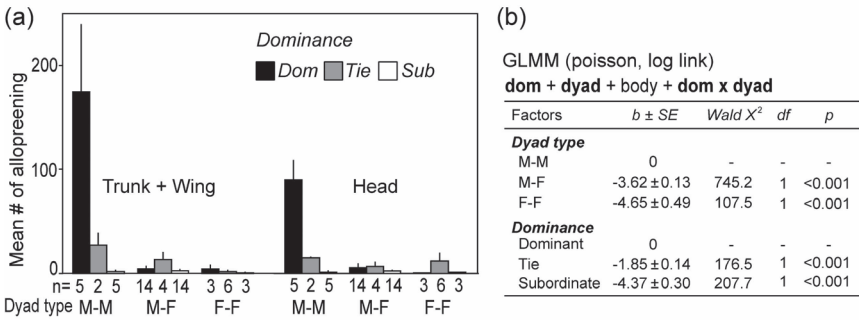 (a)
Mean # of allopreening
200
100
0
Dominance
Dom Tie Sub
Trunk + Wing Head
n= 5 2 5 14 4 14 3 6 3 5 2 5 14 4 14 3 6 3
Dyad type M-M M-F F-F M-M M-F F-F
(b)
GLMM (poisson, log link)
dom + dyad + body + dom x dyad
Factors b ± SE Wald X² df p
Dyad type
M-M 0 - - -
M-F -3.62 ±0.13 745.2 1 <0.001
F-F -4.65 ±0.49 107.5 1 <0.001
Dominance
Dominant 0 - - -
Tie -1.85 ±0.14 176.5 1 <0.001
Subordinate -4.37 ±0.30 207.7 1 <0.001